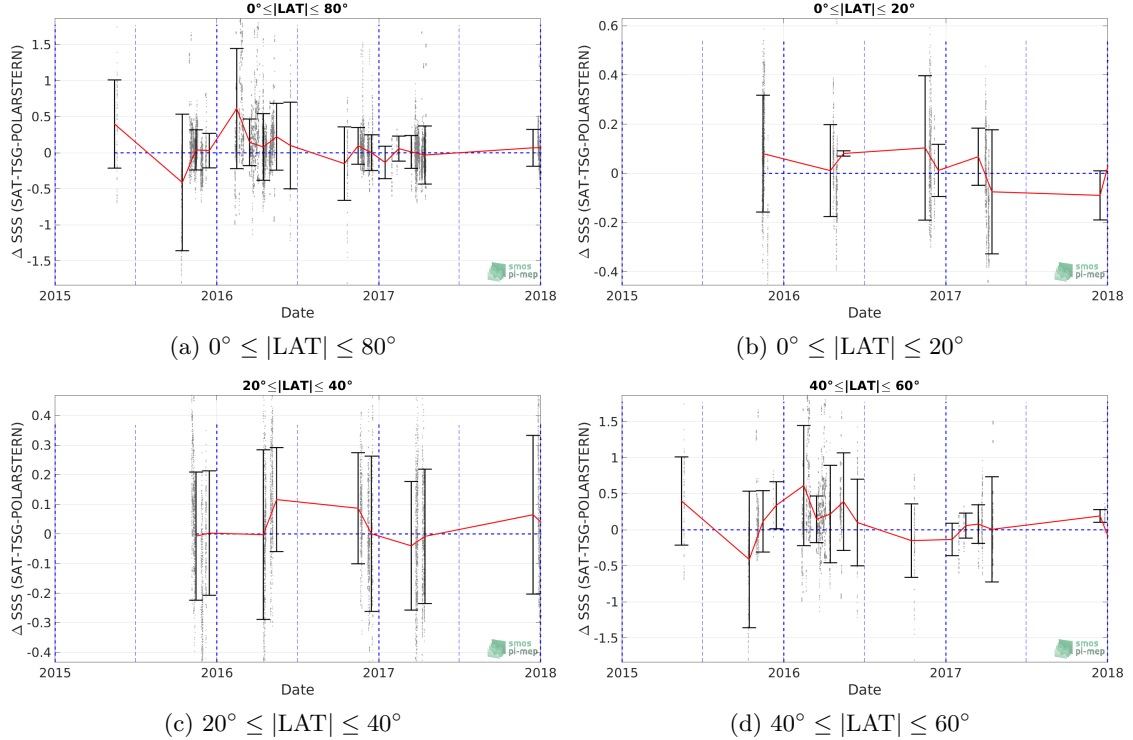 0°≤|LAT|≤ 80°
Δ SSS (SAT-TSG-POLARSTERN)
1.5
1
0.5
0
-0.5
-1
-1.5
smos
pi-mep
2015
2016
2017
2018
Date
(a) 0° ≤ |LAT| ≤ 80°
0°≤|LAT|≤ 20°
Δ SSS (SAT-TSG-POLARSTERN)
0.6
0.4
0.2
0
-0.2
-0.4
smos
pi-mep
2015
2016
2017
2018
Date
(b) 0° ≤ |LAT| ≤ 20°
20°≤|LAT|≤ 40°
Δ SSS (SAT-TSG-POLARSTERN)
0.4
0.3
0.2
0.1
0
-0.1
-0.2
-0.3
-0.4
smos
pi-mep
2015
2016
2017
2018
Date
(c) 20° ≤ |LAT| ≤ 40°
40°≤|LAT|≤ 60°
Δ SSS (SAT-TSG-POLARSTERN)
1.5
1
0.5
0
-0.5
-1
-1.5
smos
pi-mep
2015
2016
2017
2018
Date
(d) 40° ≤ |LAT| ≤ 60°